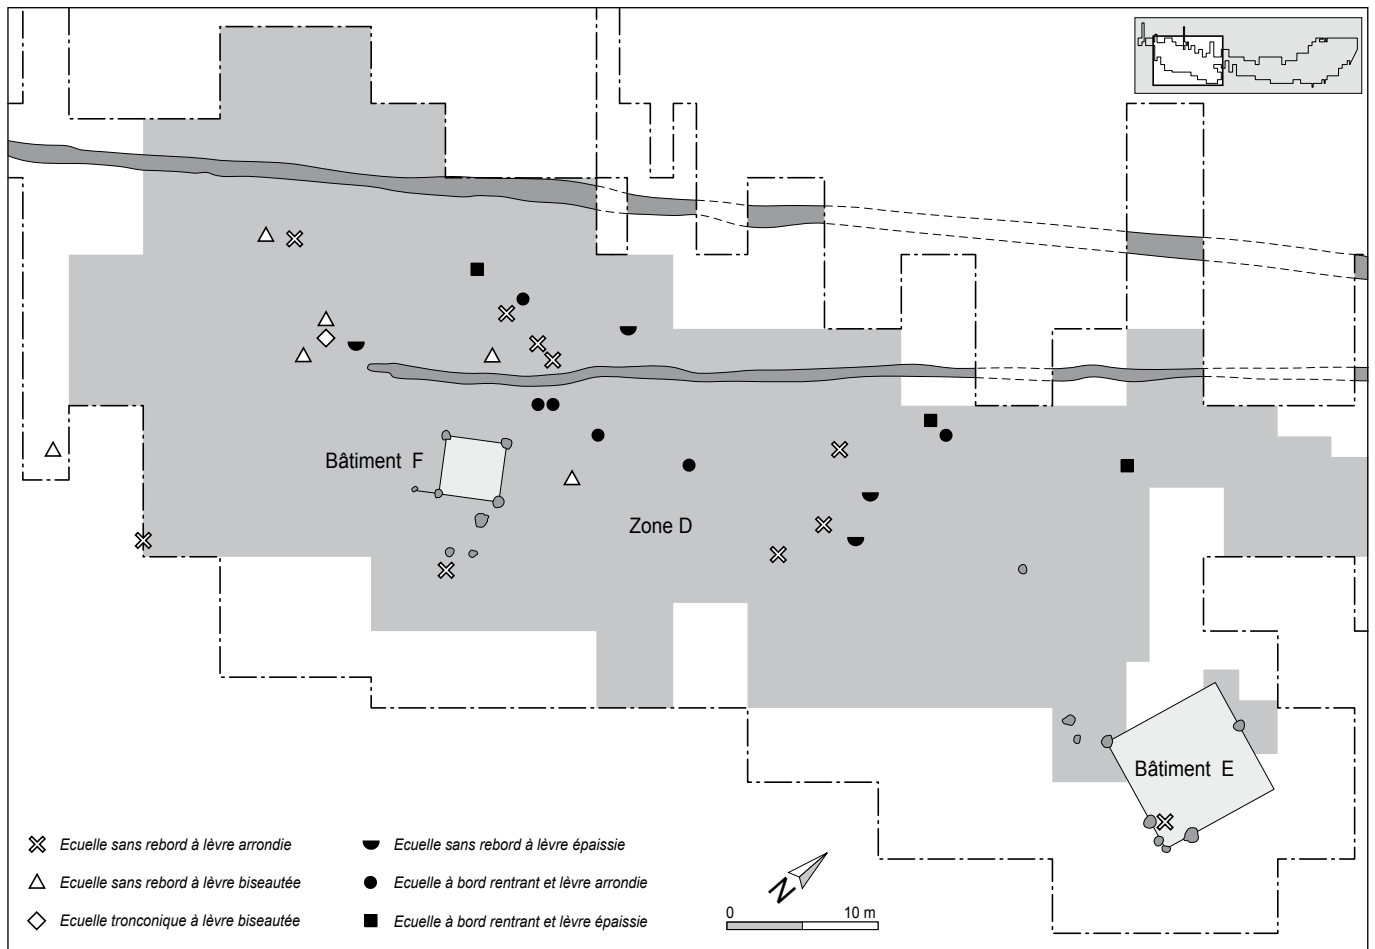 Bâtiment F
Zone D
Bâtiment E
Ecuelle sans rebord à lèvre arrondie
Ecuelle sans rebord à lèvre biseautée
Ecuelle tronconique à lèvre biseautée
Ecuelle sans rebord à lèvre épaissie
Ecuelle à bord rentrant et lèvre arrondie
Ecuelle à bord rentrant et lèvre épaissie
N
0 10 m